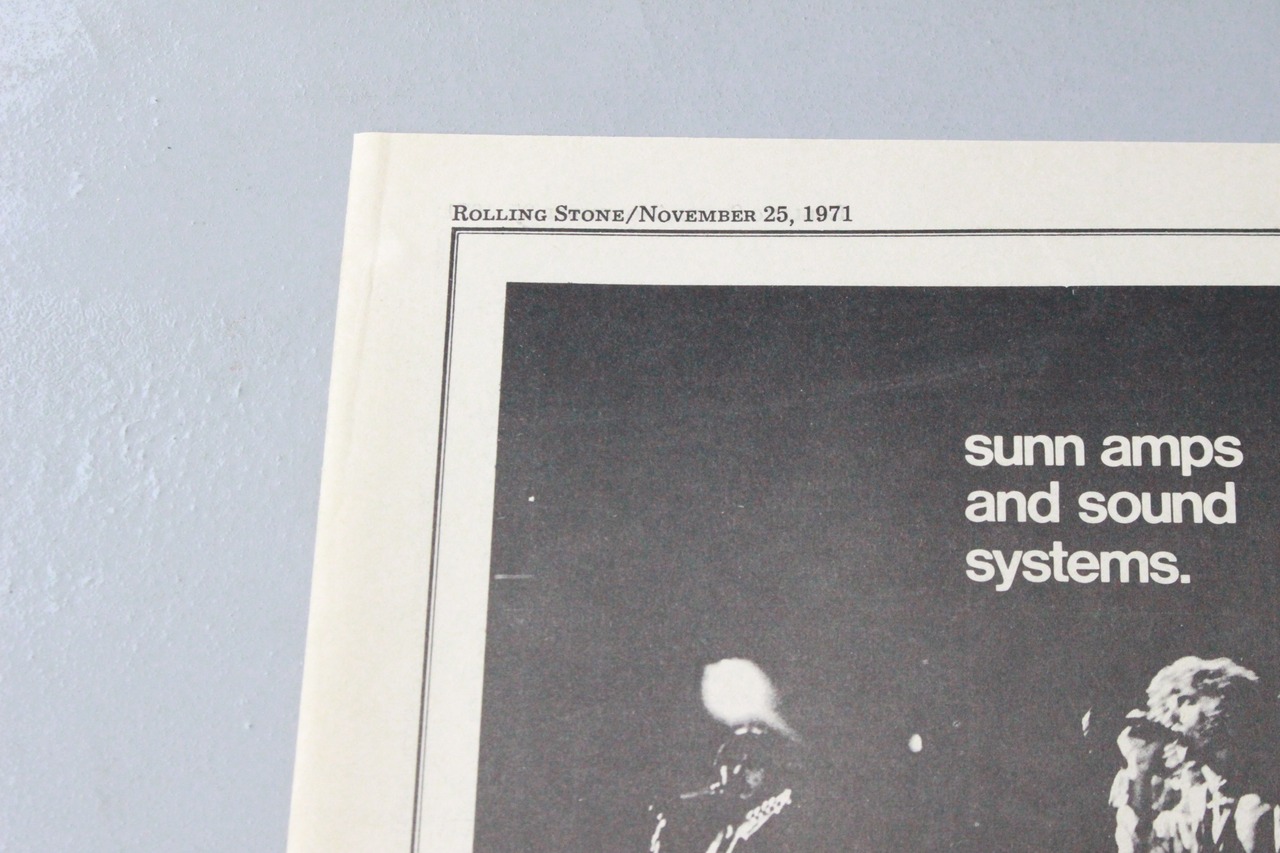 Rolling Stone/November 25, 1971
sunn amps
and sound
systems.